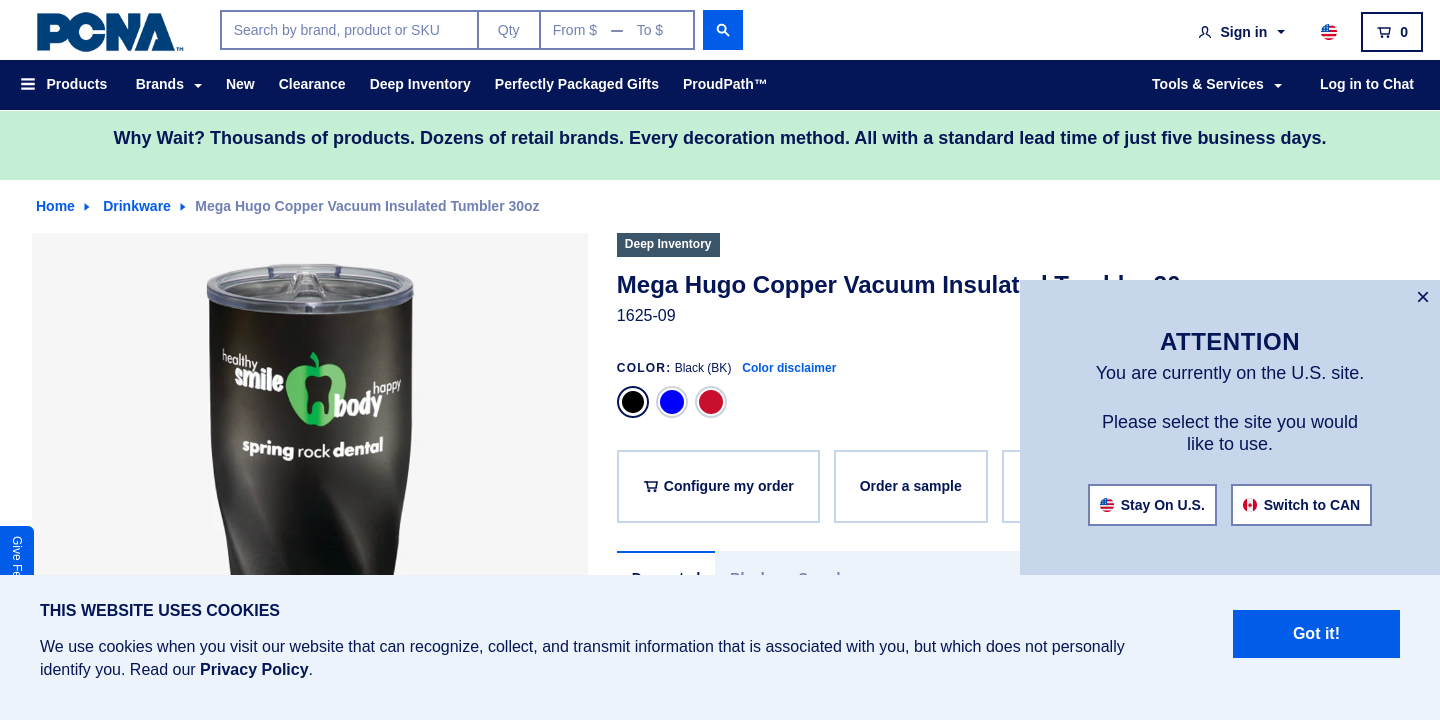 PCNA™
Search by brand, product or SKU
Qty
From $ — To $
Sign in
0
Products
Brands
New
Clearance
Deep Inventory
Perfectly Packaged Gifts
ProudPath™
Tools & Services
Log in to Chat
Why Wait? Thousands of products. Dozens of retail brands. Every decoration method. All with a standard lead time of just five business days.
Home
Drinkware
Mega Hugo Copper Vacuum Insulated Tumbler 30oz
healthy
smile
happy
body
spring rock dental
Deep Inventory
Mega Hugo Copper Vacuum Insulated Tumbler 30
1625-09
COLOR: Black (BK) Color disclaimer
Configure my order
Order a sample
ATTENTION
You are currently on the U.S. site.
Please select the site you would
like to use.
Stay On U.S.
Switch to CAN
Give Fe
THIS WEBSITE USES COOKIES
We use cookies when you visit our website that can recognize, collect, and transmit information that is associated with you, but which does not personally
identify you. Read our Privacy Policy.
Got it!